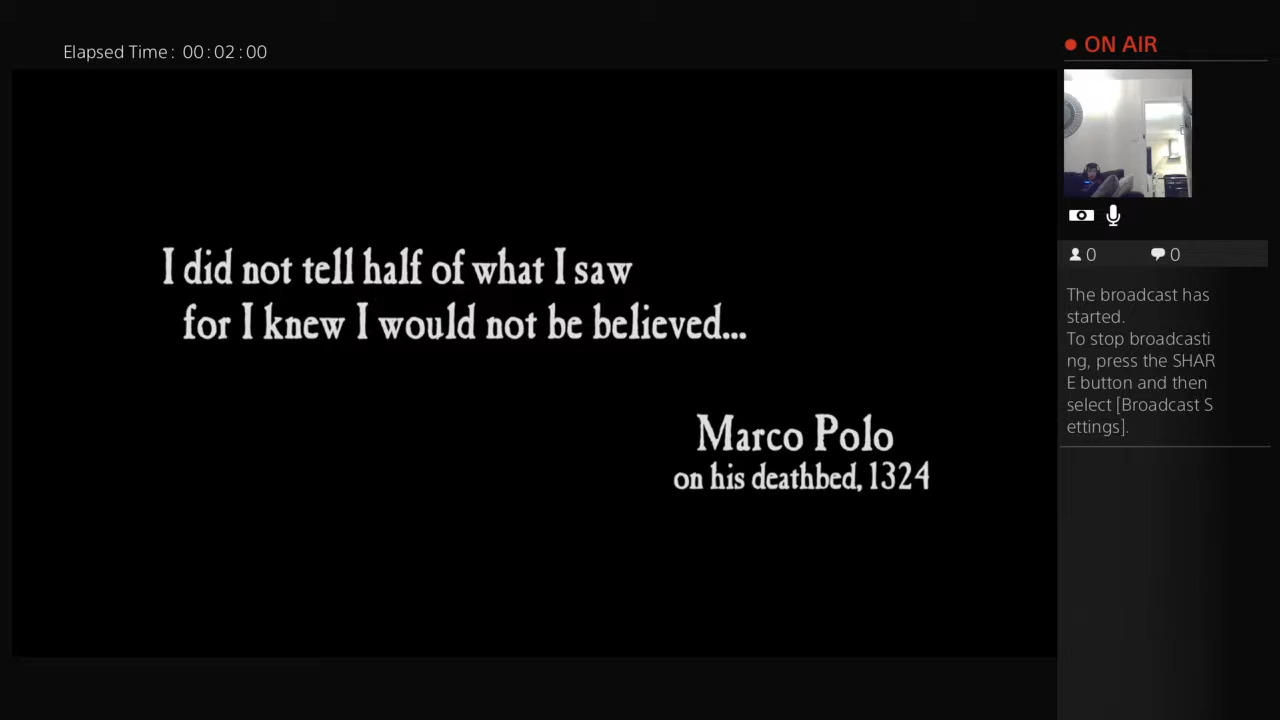 Elapsed Time: 00:02:00
ON AIR
I did not tell half of what I saw
for I knew I would not be believed...
Marco Polo
on his deathbed, 1324
0 0
The broadcast has
started.
To stop broadcasti
ng, press the SHAR
E button and then
select [Broadcast S
ettings].